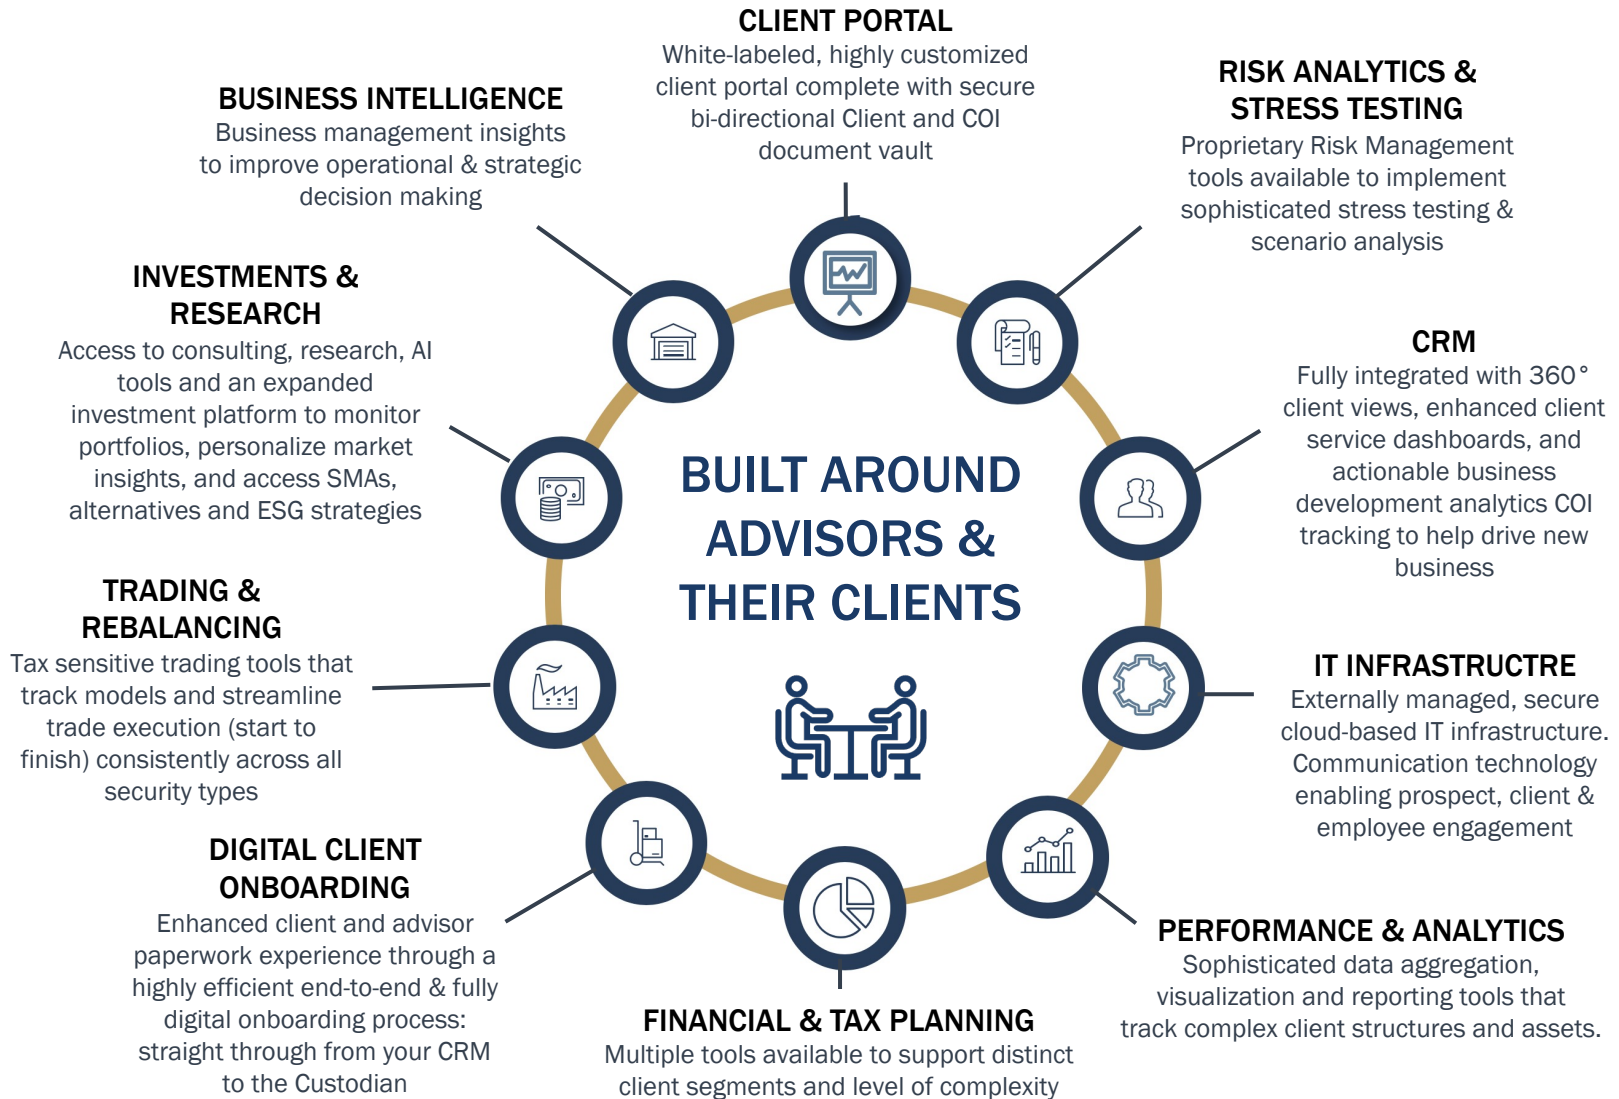 CLIENT PORTAL
White-labeled, highly customized
client portal complete with secure
bi-directional Client and COI
document vault
RISK ANALYTICS &
STRESS TESTING
Proprietary Risk Management
tools available to implement
sophisticated stress testing &
scenario analysis
CRM
Fully integrated with 360°
client views, enhanced client
service dashboards, and
actionable business
development analytics COI
tracking to help drive new
business
IT INFRASTRUCTRE
Externally managed, secure
cloud-based IT infrastructure.
Communication technology
enabling prospect, client &
employee engagement
PERFORMANCE & ANALYTICS
Sophisticated data aggregation,
visualization and reporting tools that
track complex client structures and assets.
FINANCIAL & TAX PLANNING
Multiple tools available to support distinct
client segments and level of complexity
DIGITAL CLIENT
ONBOARDING
Enhanced client and advisor
paperwork experience through a
highly efficient end-to-end & fully
digital onboarding process:
straight through from your CRM
to the Custodian
TRADING &
REBALANCING
Tax sensitive trading tools that
track models and streamline
trade execution (start to
finish) consistently across all
security types
INVESTMENTS &
RESEARCH
Access to consulting, research, AI
tools and an expanded
investment platform to monitor
portfolios, personalize market
insights, and access SMAs,
alternatives and ESG strategies
BUSINESS INTELLIGENCE
Business management insights
to improve operational & strategic
decision making
BUILT AROUND
ADVISORS &
THEIR CLIENTS